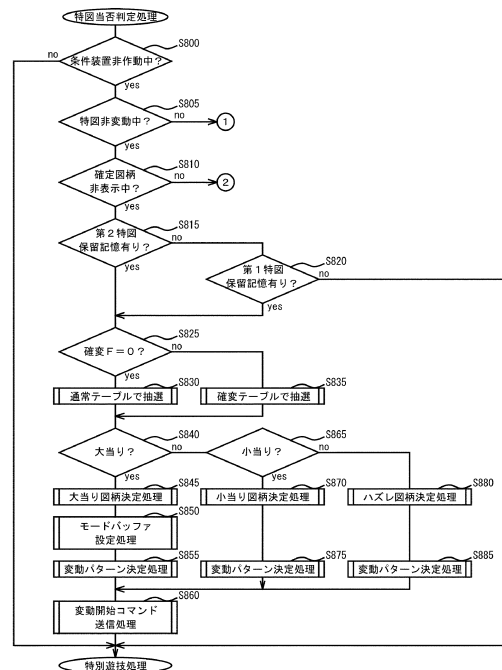 特図当否判定処理
S800
no
条件装置非作動中？
yes
S805
特図非変動中？
no
1
yes
S810
確定図柄
非表示中？
no
2
yes
S815
第２特図
保留記憶有り？
no
yes
S820
第１特図
保留記憶有り？
no
yes
S825
確変Ｆ＝０？
no
yes
S830
通常テーブルで抽選
S835
確変テーブルで抽選
S840
大当り？
no
yes
S865
小当り？
no
yes
S845
大当り図柄決定処理
S870
小当り図柄決定処理
S880
ハズレ図柄決定処理
S850
モードバッファ
設定処理
S855
変動パターン決定処理
S875
変動パターン決定処理
S885
変動パターン決定処理
S860
変動開始コマンド
送信処理
特別遊技処理